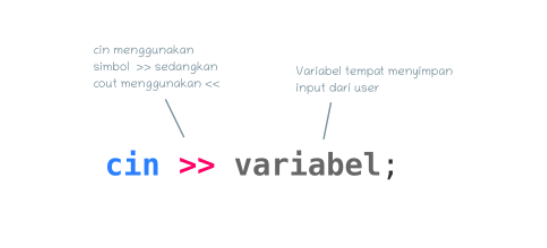 cin menggunakan
simbol >> sedangkan
cout menggunakan <<
Variabel tempat menyimpan
input dari user
cin >> variabel;